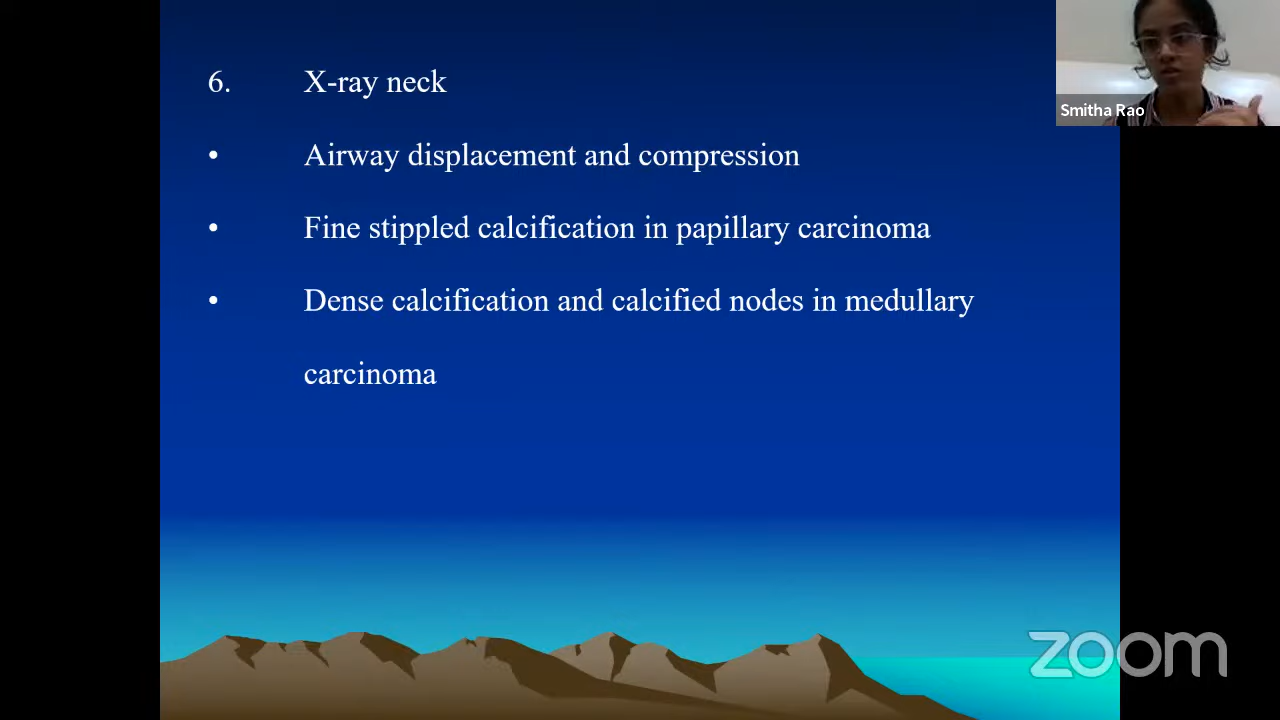 6. X-ray neck
• Airway displacement and compression
• Fine stippled calcification in papillary carcinoma
• Dense calcification and calcified nodes in medullary
carcinoma
Smitha Rao
zoom